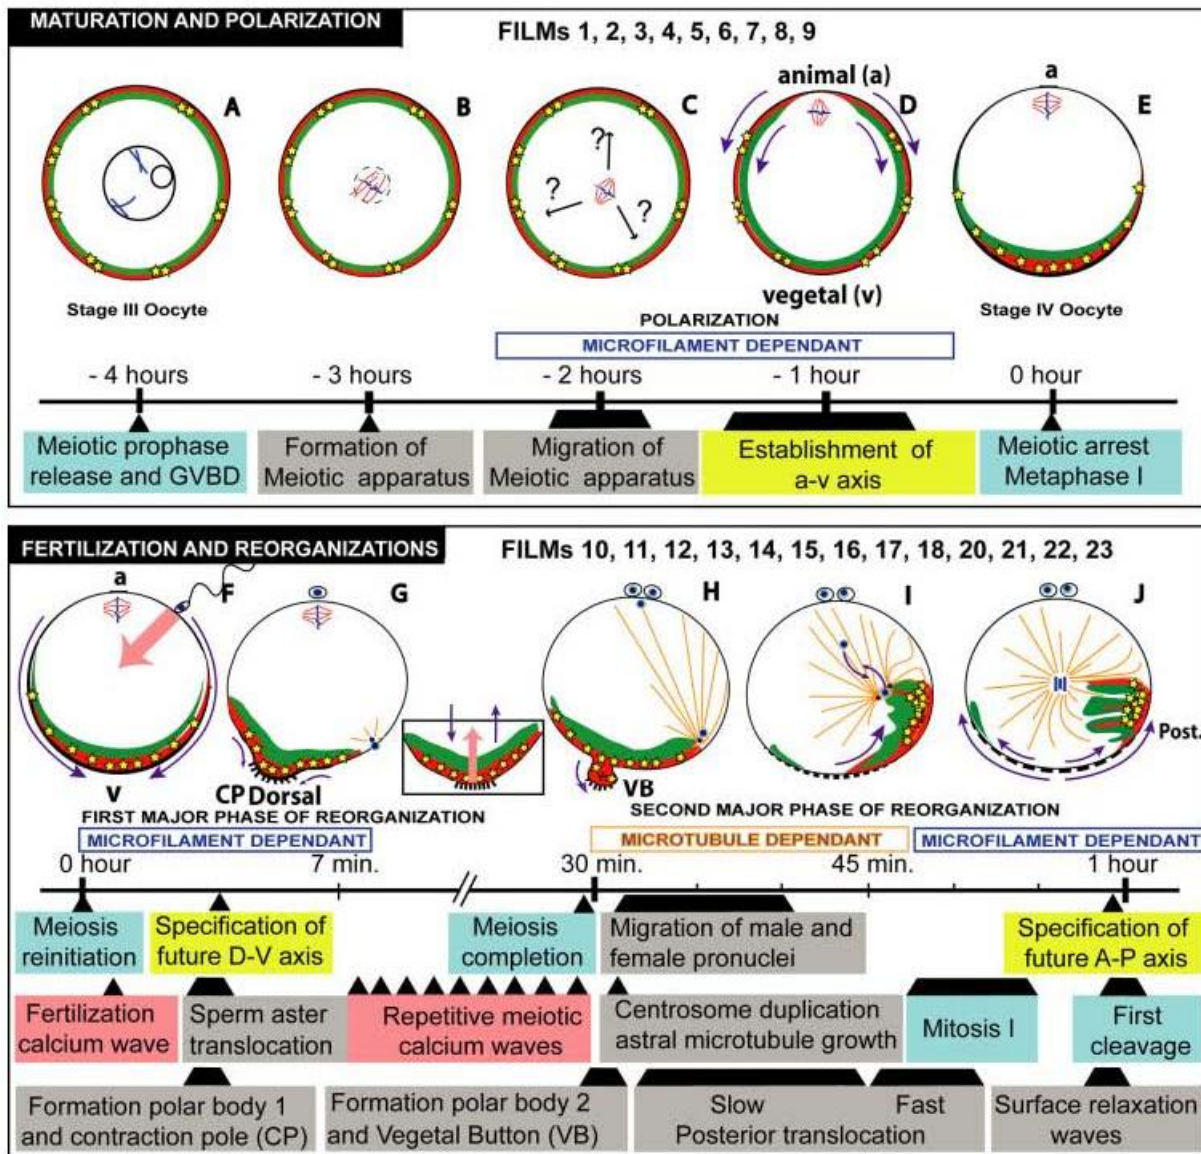 MATURATION AND POLARIZATION
FILMs 1, 2, 3, 4, 5, 6, 7, 8, 9
A
B
C
animal (a)
D
a
E
?
?
?
vegetal (v)
Stage III Oocyte
Stage IV Oocyte
POLARIZATION
MICROFILAMENT DEPENDANT
- 4 hours
- 3 hours
- 2 hours
- 1 hour
0 hour
Meiotic prophase
release and GVBD
Formation of
Meiotic apparatus
Migration of
Meiotic apparatus
Establishment of
a-v axis
Meiotic arrest
Metaphase I
FERTILIZATION AND REORGANIZATIONS
FILMs 10, 11, 12, 13, 14, 15, 16, 17, 18, 20, 21, 22, 23
a
F
G
H
I
J
v
CP Dorsal
VB
Post.
FIRST MAJOR PHASE OF REORGANIZATION
SECOND MAJOR PHASE OF REORGANIZATION
MICROFILAMENT DEPENDANT
MICROTUBULE DEPENDANT
MICROFILAMENT DEPENDANT
0 hour
7 min.
30 min.
45 min.
1 hour
Meiosis
reinitiation
Specification of
future D-V axis
Meiosis
completion
Migration of male and
female pronuclei
Specification of
future A-P axis
Fertilization
calcium wave
Sperm aster
translocation
Repetitive meiotic
calcium waves
Centrosome duplication
astral microtubule growth
Mitosis I
First
cleavage
Formation polar body 1
and contraction pole (CP)
Formation polar body 2
and Vegetal Button (VB)
Slow Fast
Posterior translocation
Surface relaxation
waves